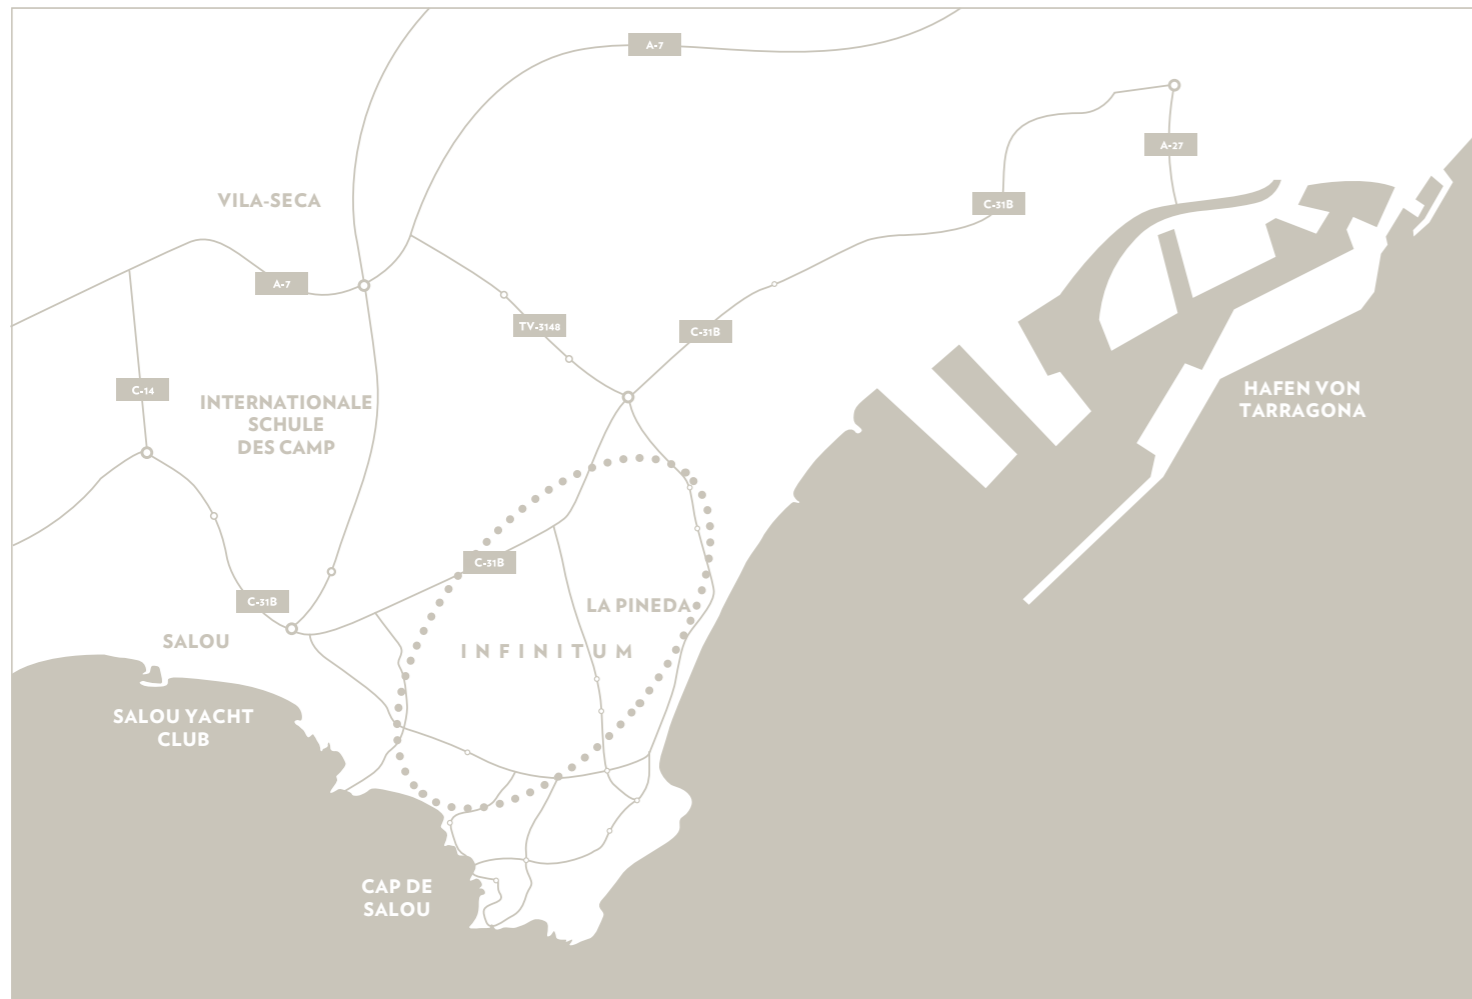 A-7
A-27
VILA-SECA
C-31B
A-7
TV-3148
C-31B
C-14
INTERNATIONALE
SCHULE
DES CAMP
HAFEN VON
TARRAGONA
C-31B
C-31B
LA PINEDA
SALOU
INFINITUM
SALOU YACHT
CLUB
CAP DE
SALOU